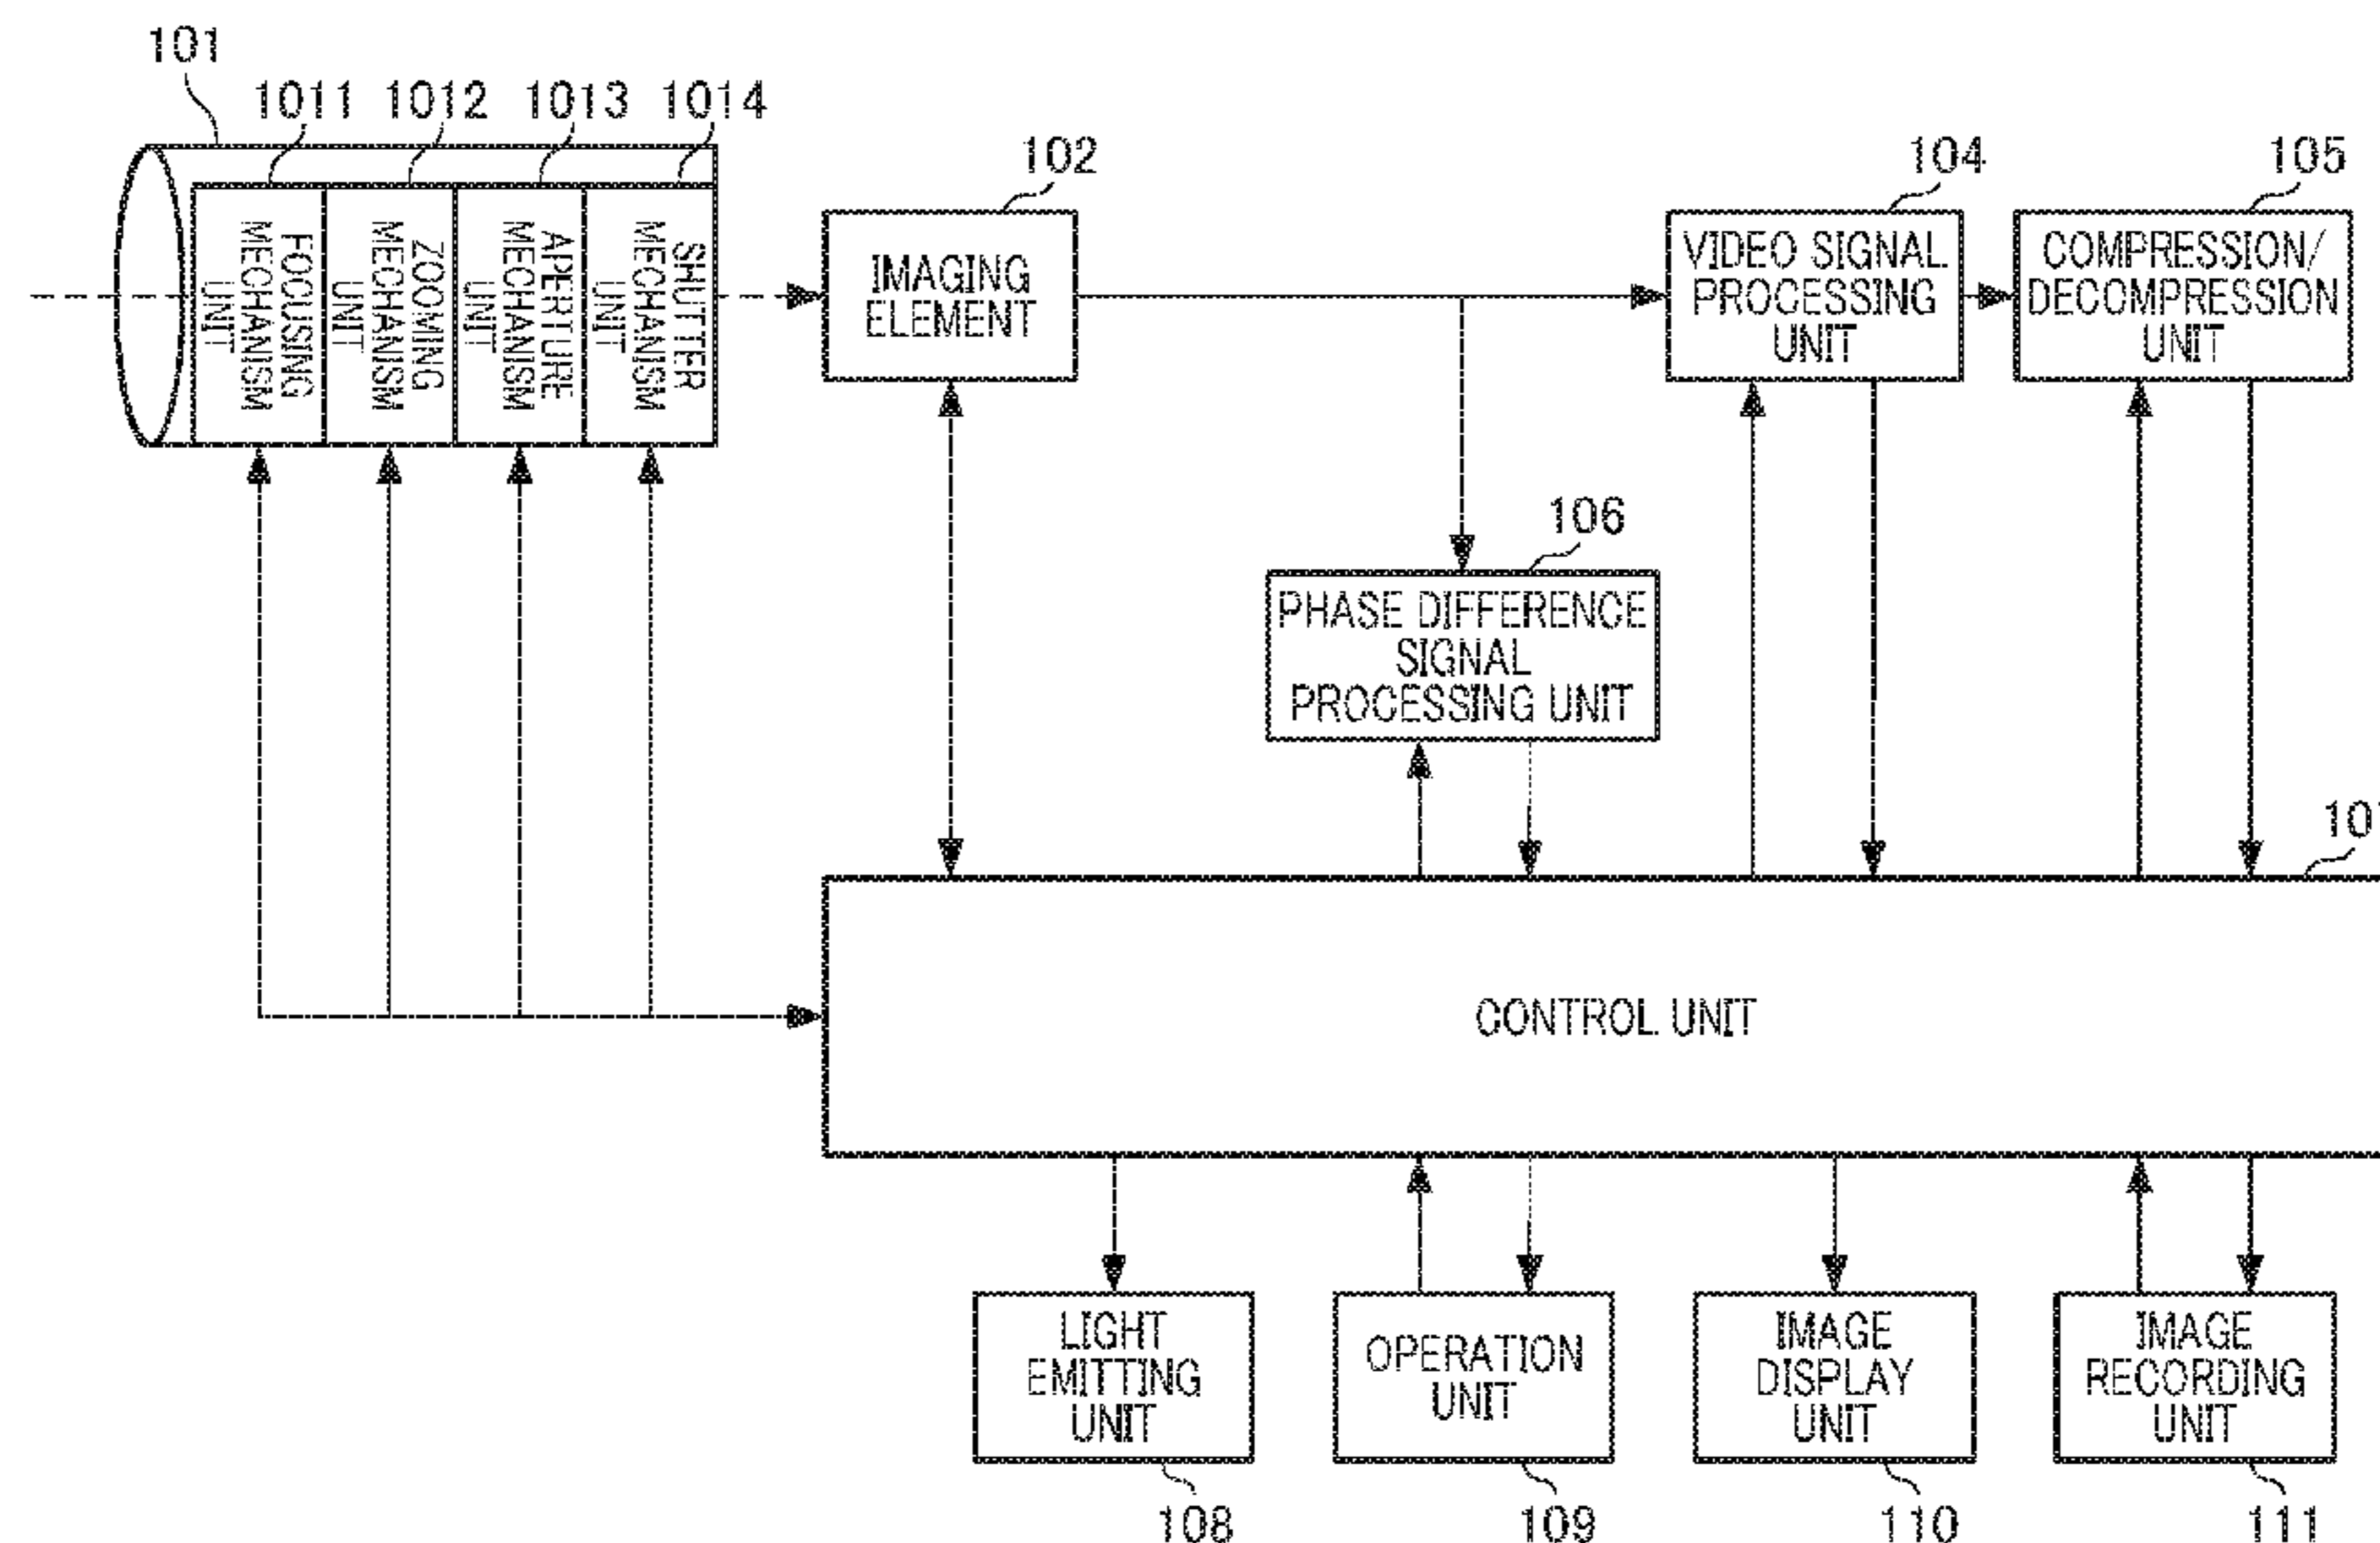 101
1011 1012 1013 1014
FOCUSING
MECHANISM
UNIT
ZOOMING
MECHANISM
UNIT
APERTURE
MECHANISM
UNIT
SHUTTER
MECHANISM
UNIT
102
IMAGING
ELEMENT
104
VIDEO SIGNAL
PROCESSING
UNIT
105
COMPRESSION/
DECOMPRESSION
UNIT
106
PHASE DIFFERENCE
SIGNAL
PROCESSING UNIT
CONTROL UNIT
LIGHT
EMITTING
UNIT
108
OPERATION
UNIT
109
IMAGE
DISPLAY
UNIT
110
IMAGE
RECORDING
UNIT
111